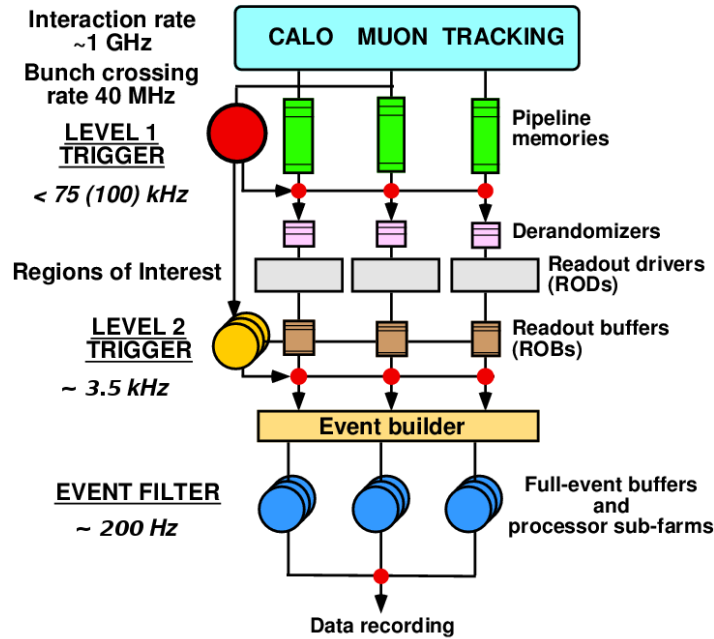 Interaction rate
~1 GHz
CALO MUON TRACKING
Bunch crossing
rate 40 MHz
Pipeline
memories
LEVEL 1
TRIGGER
< 75 (100) kHz
Derandomizers
Regions of Interest
Readout drivers
(RODs)
LEVEL 2
TRIGGER
Readout buffers
(ROBs)
~ 3.5 kHz
Event builder
EVENT FILTER
~ 200 Hz
Full-event buffers
and
processor sub-farms
Data recording